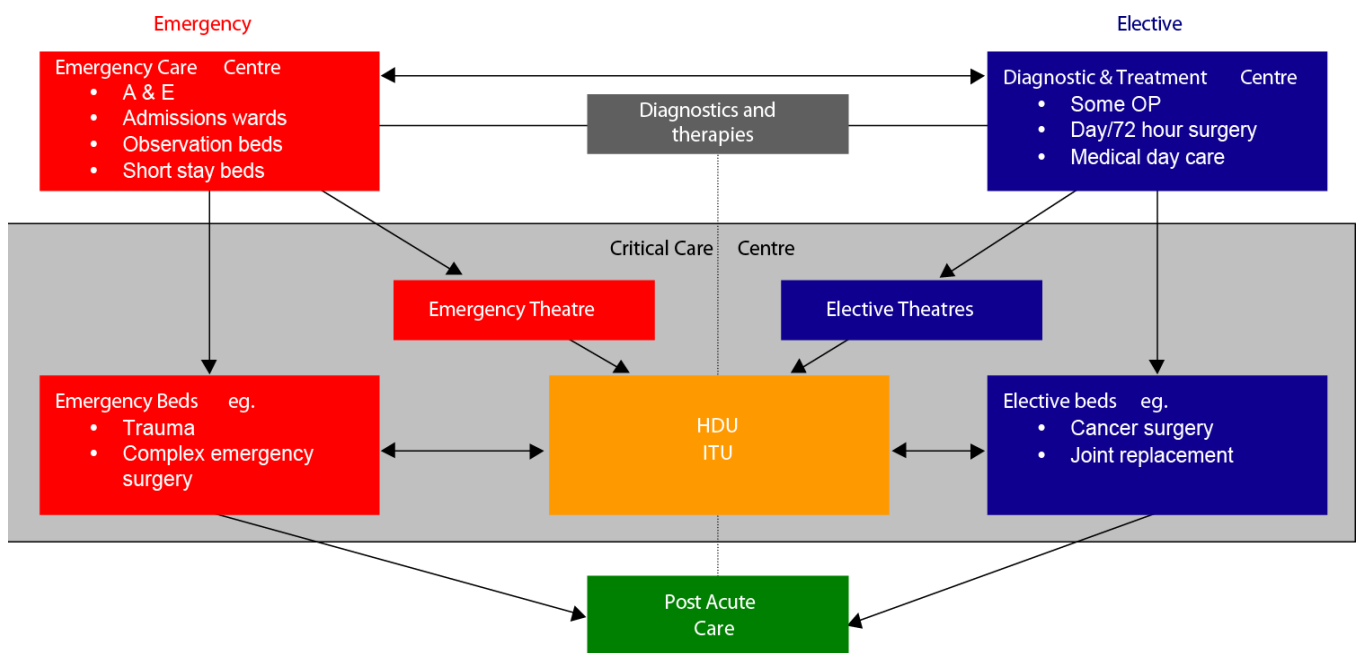 Emergency
Elective
Emergency Care Centre
• A & E
• Admissions wards
• Observation beds
• Short stay beds
Diagnostics and
therapies
Diagnostic & Treatment Centre
• Some OP
• Day/72 hour surgery
• Medical day care
Critical Care Centre
Emergency Theatre
Elective Theatres
Emergency Beds eg.
• Trauma
• Complex emergency
surgery
HDU
ITU
Elective beds eg.
• Cancer surgery
• Joint replacement
Post Acute
Care